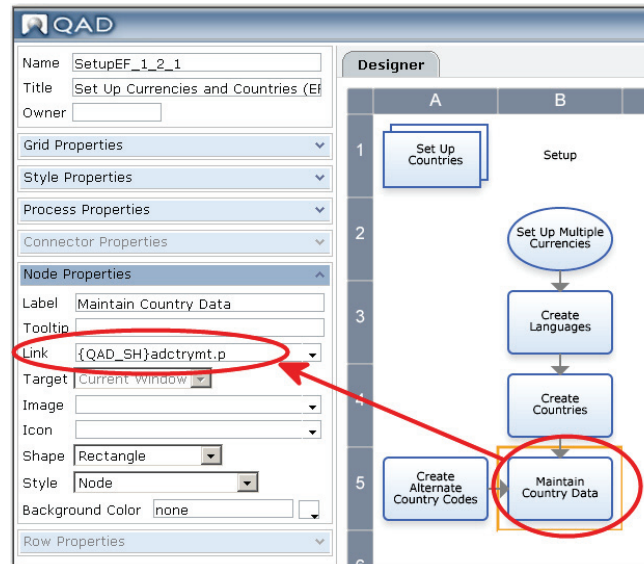 QAD
Name SetupEF_1_2_1
Title Set Up Currencies and Countries (EF
Owner
Grid Properties
Style Properties
Process Properties
Connector Properties
Node Properties
Label Maintain Country Data
Tooltip
Link {QAD_SH}adctrymt.p
Target Current Window
Image
Icon
Shape Rectangle
Style Node
Background Color none
Row Properties
Designer
A B
1
Set Up
Countries
Setup
2
Set Up Multiple
Currencies
3
Create
Languages
4
Create
Countries
5
Create
Alternate
Country Codes
Maintain
Country Data
6